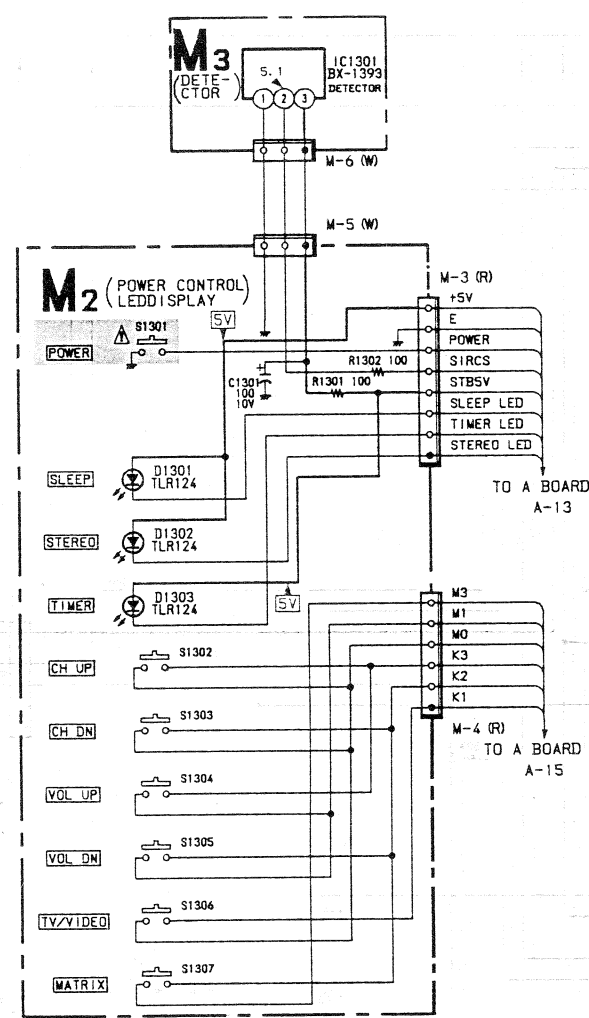 M3
(DETE-
CTOR)
IC1301
BX-1393
DETECTOR
5.1
1 2 3
M-6 (W)
M-5 (W)
M2 (POWER CONTROL
LEDDISPLAY)
M-3 (R)
+5V
E
POWER
SIRCS
STB5V
SLEEP LED
TIMER LED
STEREO LED
TO A BOARD
A-13
5V
S1301
POWER
+
C1301
100
10V
R1302 100
R1301 100
SLEEP
D1301
TLR124
STEREO
D1302
TLR124
TIMER
D1303
TLR124
5V
M3
M1
M0
K3
K2
K1
M-4 (R)
TO A BOARD
A-15
CH UP
S1302
CH DN
S1303
VOL UP
S1304
VOL DN
S1305
TV/VIDEO
S1306
MATRIX
S1307